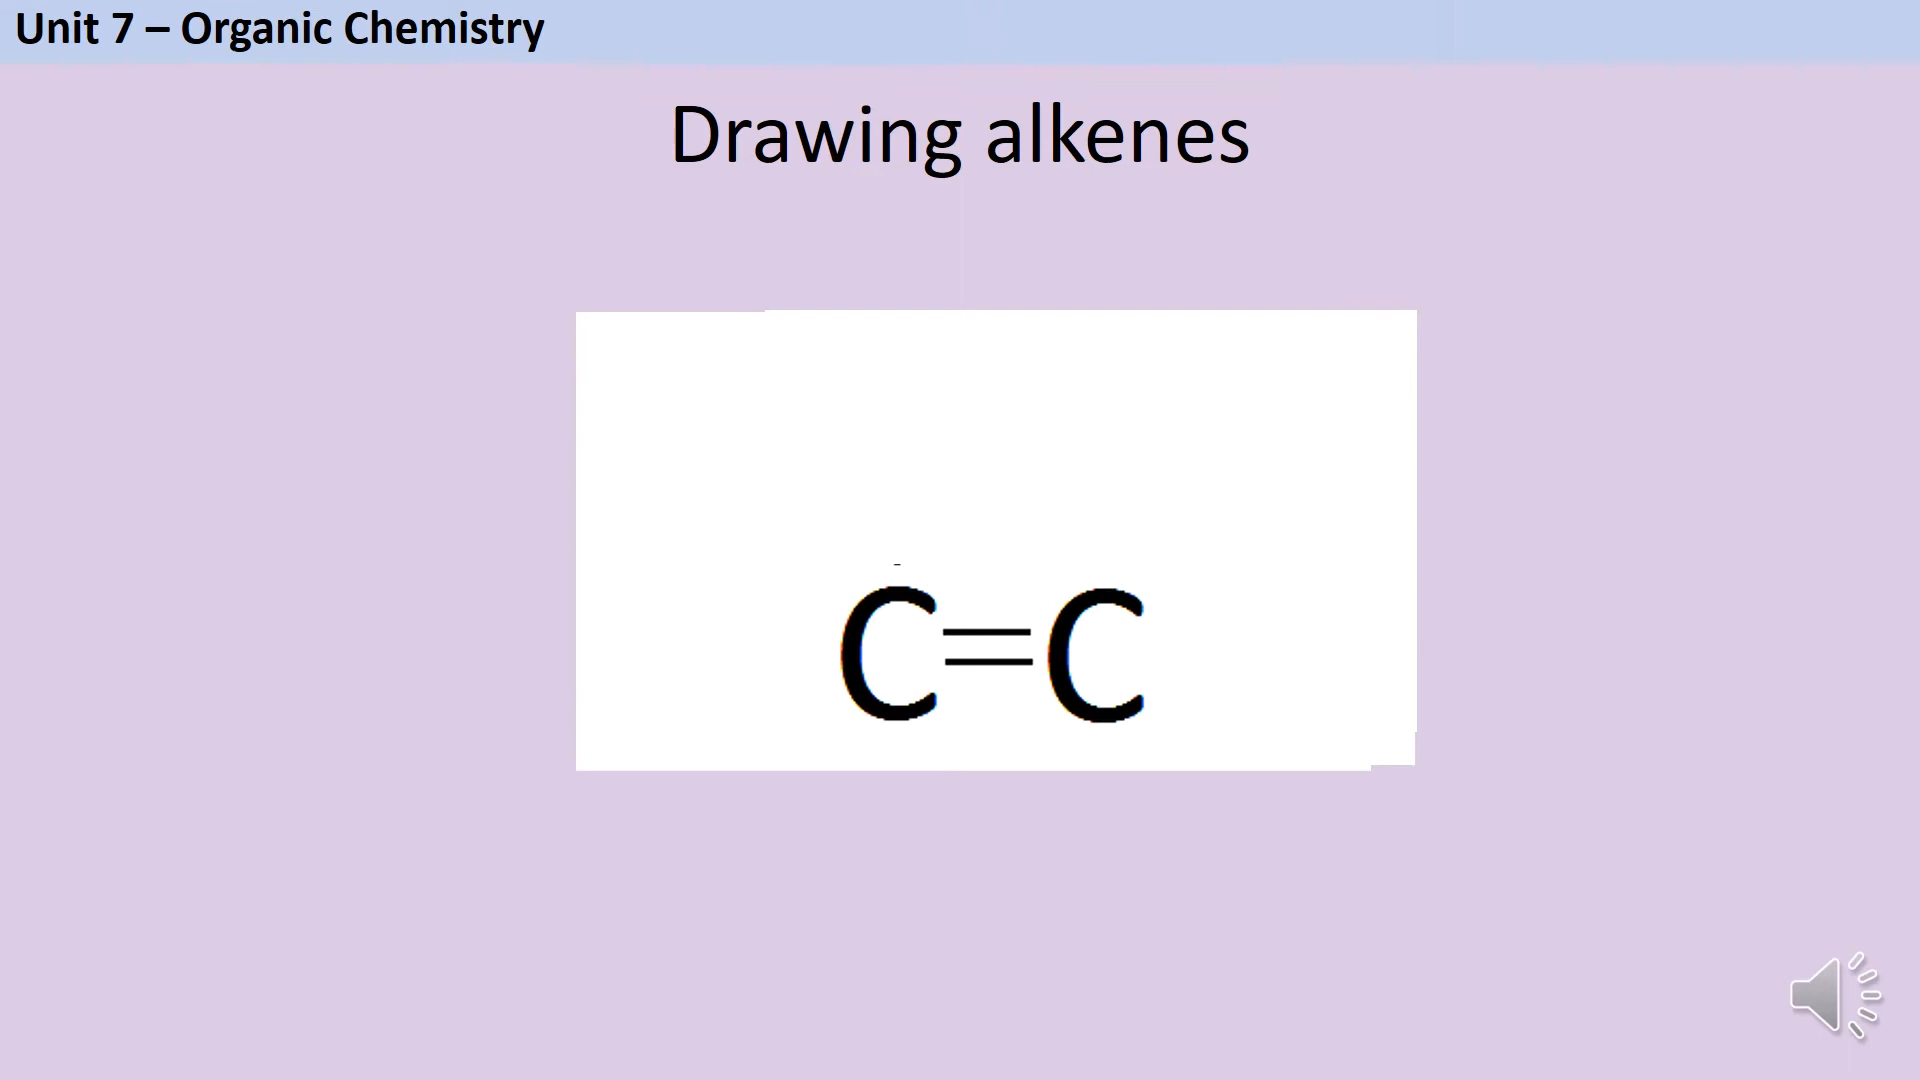 Unit 7 – Organic Chemistry
Drawing alkenes
C=C